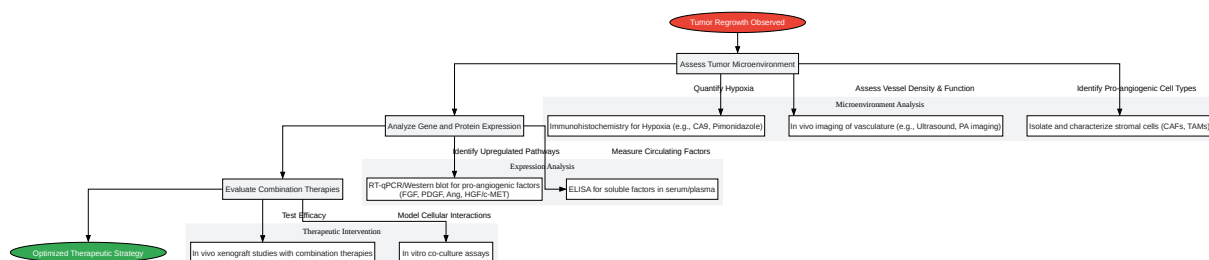 Tumor Regrowth Observed
Assess Tumor Microenvironment
Quantify Hypoxia
Assess Vessel Density & Function
Identify Pro-angiogenic Cell Types
Microenvironment Analysis
Immunohistochemistry for Hypoxia (e.g., CA9, Pimonidazole)
In vivo imaging of vasculature (e.g., Ultrasound, PA imaging)
Isolate and characterize stromal cells (CAFs, TAMs)
Analyze Gene and Protein Expression
Identify Upregulated Pathways
Measure Circulating Factors
Expression Analysis
RT-qPCR/Western blot for pro-angiogenic factors
(FGF, PDGF, Ang, HGF/c-MET)
ELISA for soluble factors in serum/plasma
Evaluate Combination Therapies
Test Efficacy
Model Cellular Interactions
Therapeutic Intervention
Optimized Therapeutic Strategy
In vivo xenograft studies with combination therapies
In vitro co-culture assays